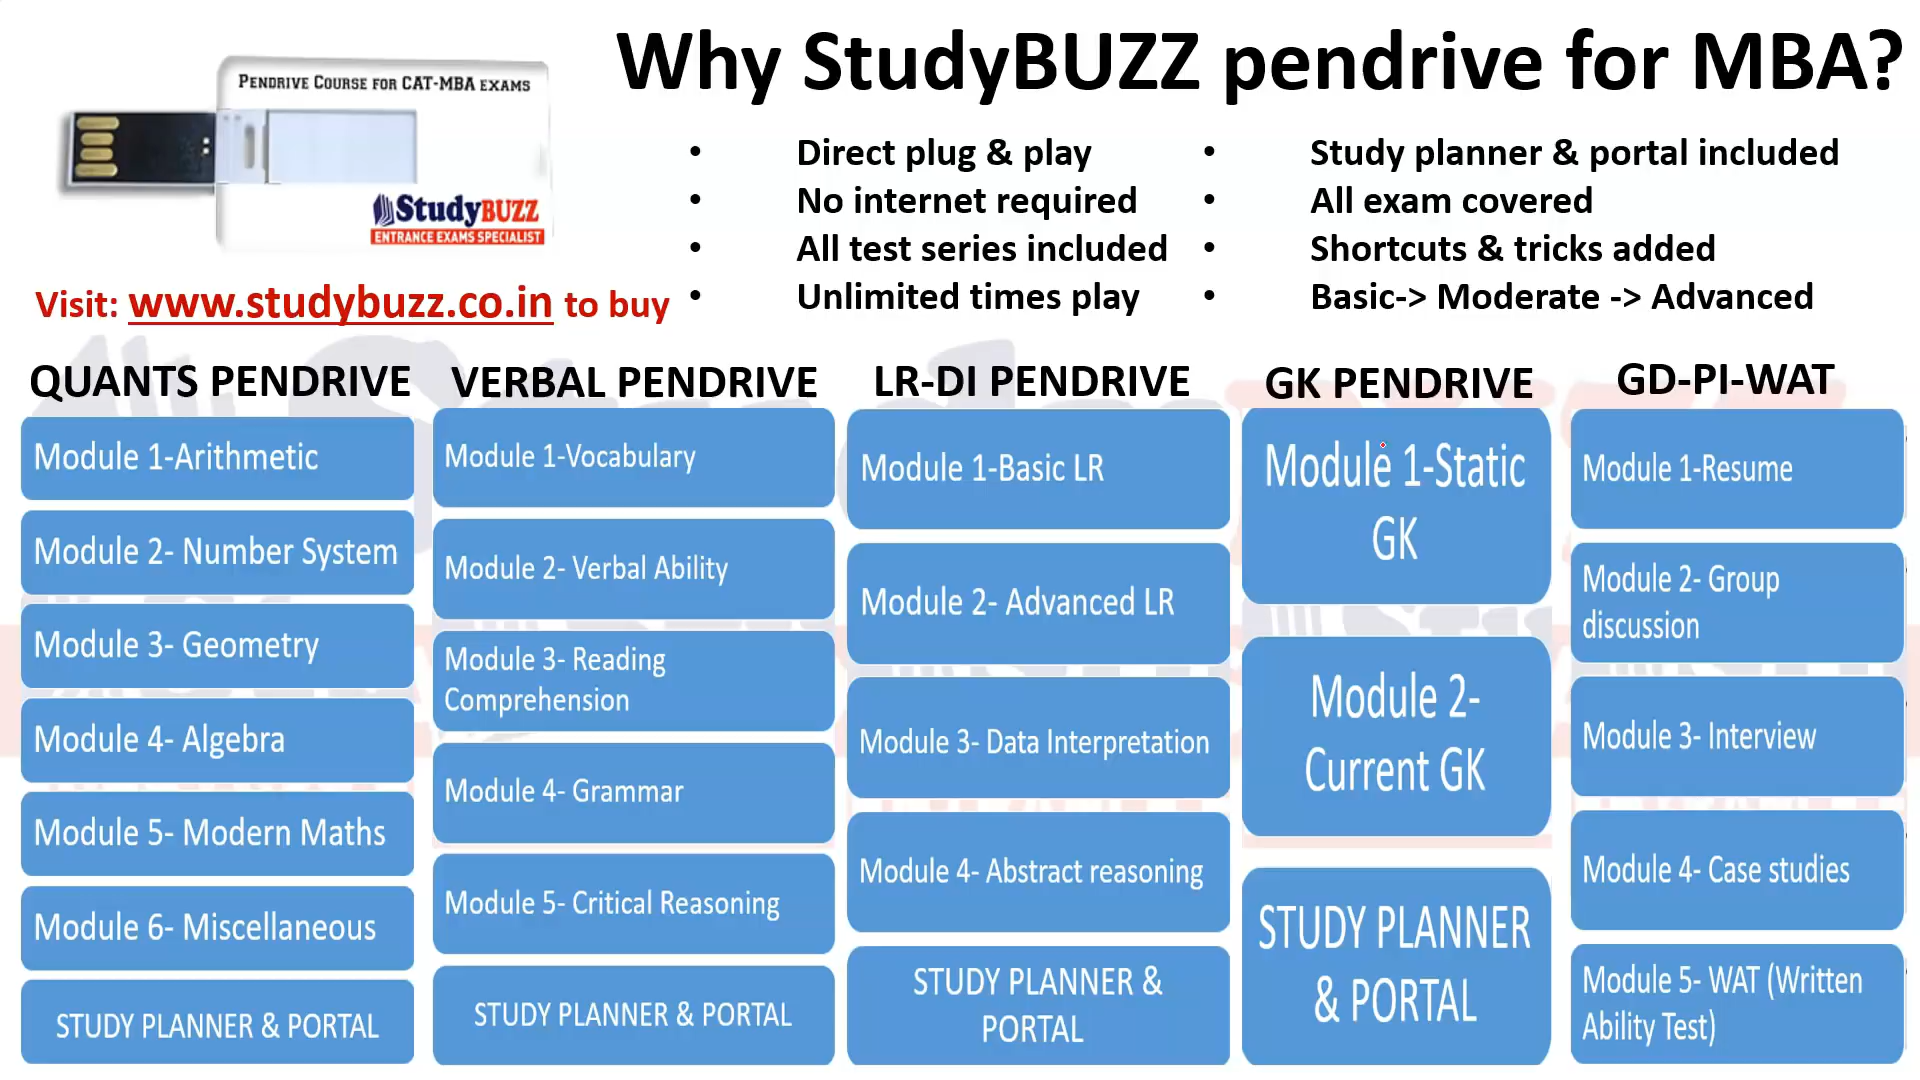 Why StudyBUZZ pendrive for MBA?
PENDRIVE COURSE FOR CAT-MBA EXAMS
StudyBUZZ
ENTRANCE EXAMS SPECIALIST
Visit: www.studybuzz.co.in to buy
• Direct plug & play
• No internet required
• All test series included
• Unlimited times play
• Study planner & portal included
• All exam covered
• Shortcuts & tricks added
• Basic-> Moderate -> Advanced
QUANTS PENDRIVE
Module 1-Arithmetic
Module 2- Number System
Module 3- Geometry
Module 4- Algebra
Module 5- Modern Maths
Module 6- Miscellaneous
STUDY PLANNER & PORTAL
VERBAL PENDRIVE
Module 1-Vocabulary
Module 2- Verbal Ability
Module 3- Reading
Comprehension
Module 4- Grammar
Module 5- Critical Reasoning
STUDY PLANNER & PORTAL
LR-DI PENDRIVE
Module 1-Basic LR
Module 2- Advanced LR
Module 3- Data Interpretation
Module 4- Abstract reasoning
STUDY PLANNER &
PORTAL
GK PENDRIVE
Module 1-Static
GK
Module 2-
Current GK
STUDY PLANNER
& PORTAL
GD-PI-WAT
Module 1-Resume
Module 2- Group
discussion
Module 3- Interview
Module 4- Case studies
Module 5- WAT (Written
Ability Test)